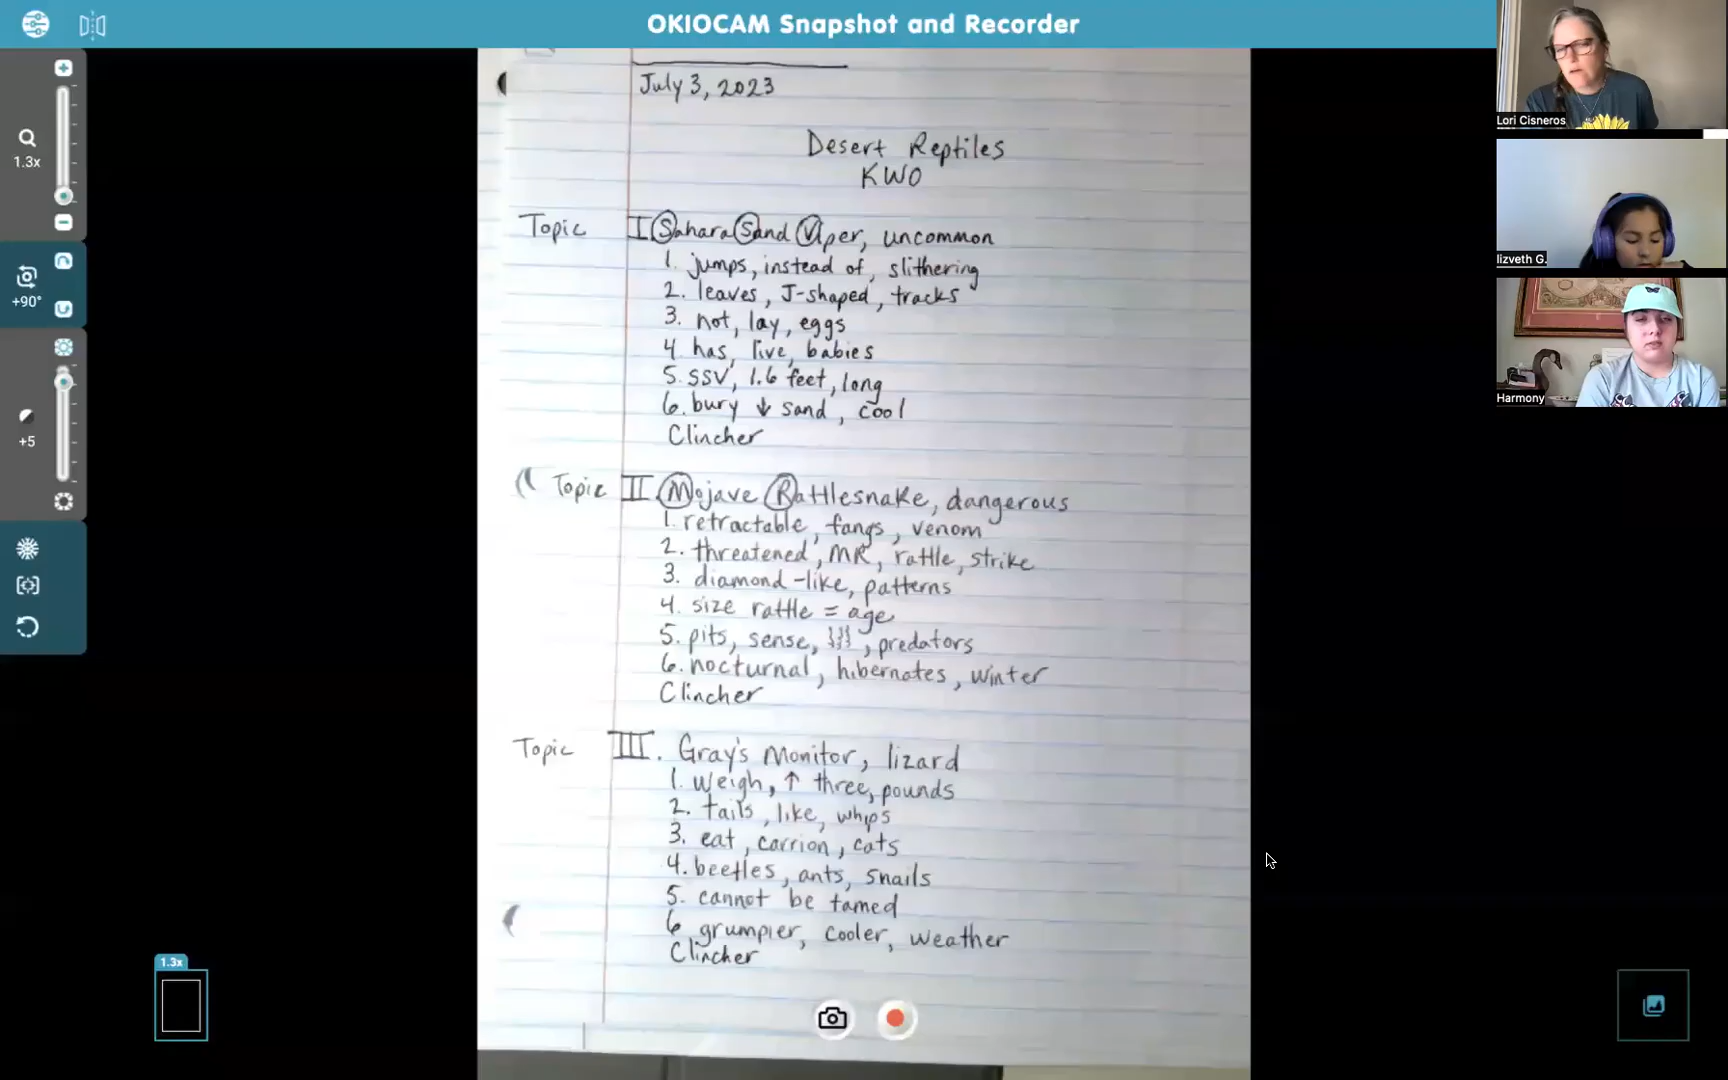 OKIOCAM Snapshot and Recorder
1.3x
+90°
+5
July 3, 2023
Desert Reptiles
KWO
Topic I Sahara Sand Viper, uncommon
1. jumps, instead of, slithering
2. leaves, J-shaped, tracks
3. not, lay, eggs
4 has, live, babies
5. SSV, 1.6 feet, long
6. bury ↓ sand, cool
Clincher
Topic II Mojave Rattlesnake, dangerous
1. retractable, fangs, venom
2. threatened, MR, rattle, strike
3. diamond-like, patterns
4. size rattle = age
5. pits, sense, , predators
6. nocturnal, hibernates, winter
Clincher
Topic III. Gray's Monitor, lizard
1. weigh, ↑ three, pounds
2. tails, like, whips
3. eat, carrion, cats
4. beetles, ants, snails
5. cannot be tamed
6 grumpier, cooler, weather
Clincher
1.3x
Lori Cisneros
lizveth G.
Harmony